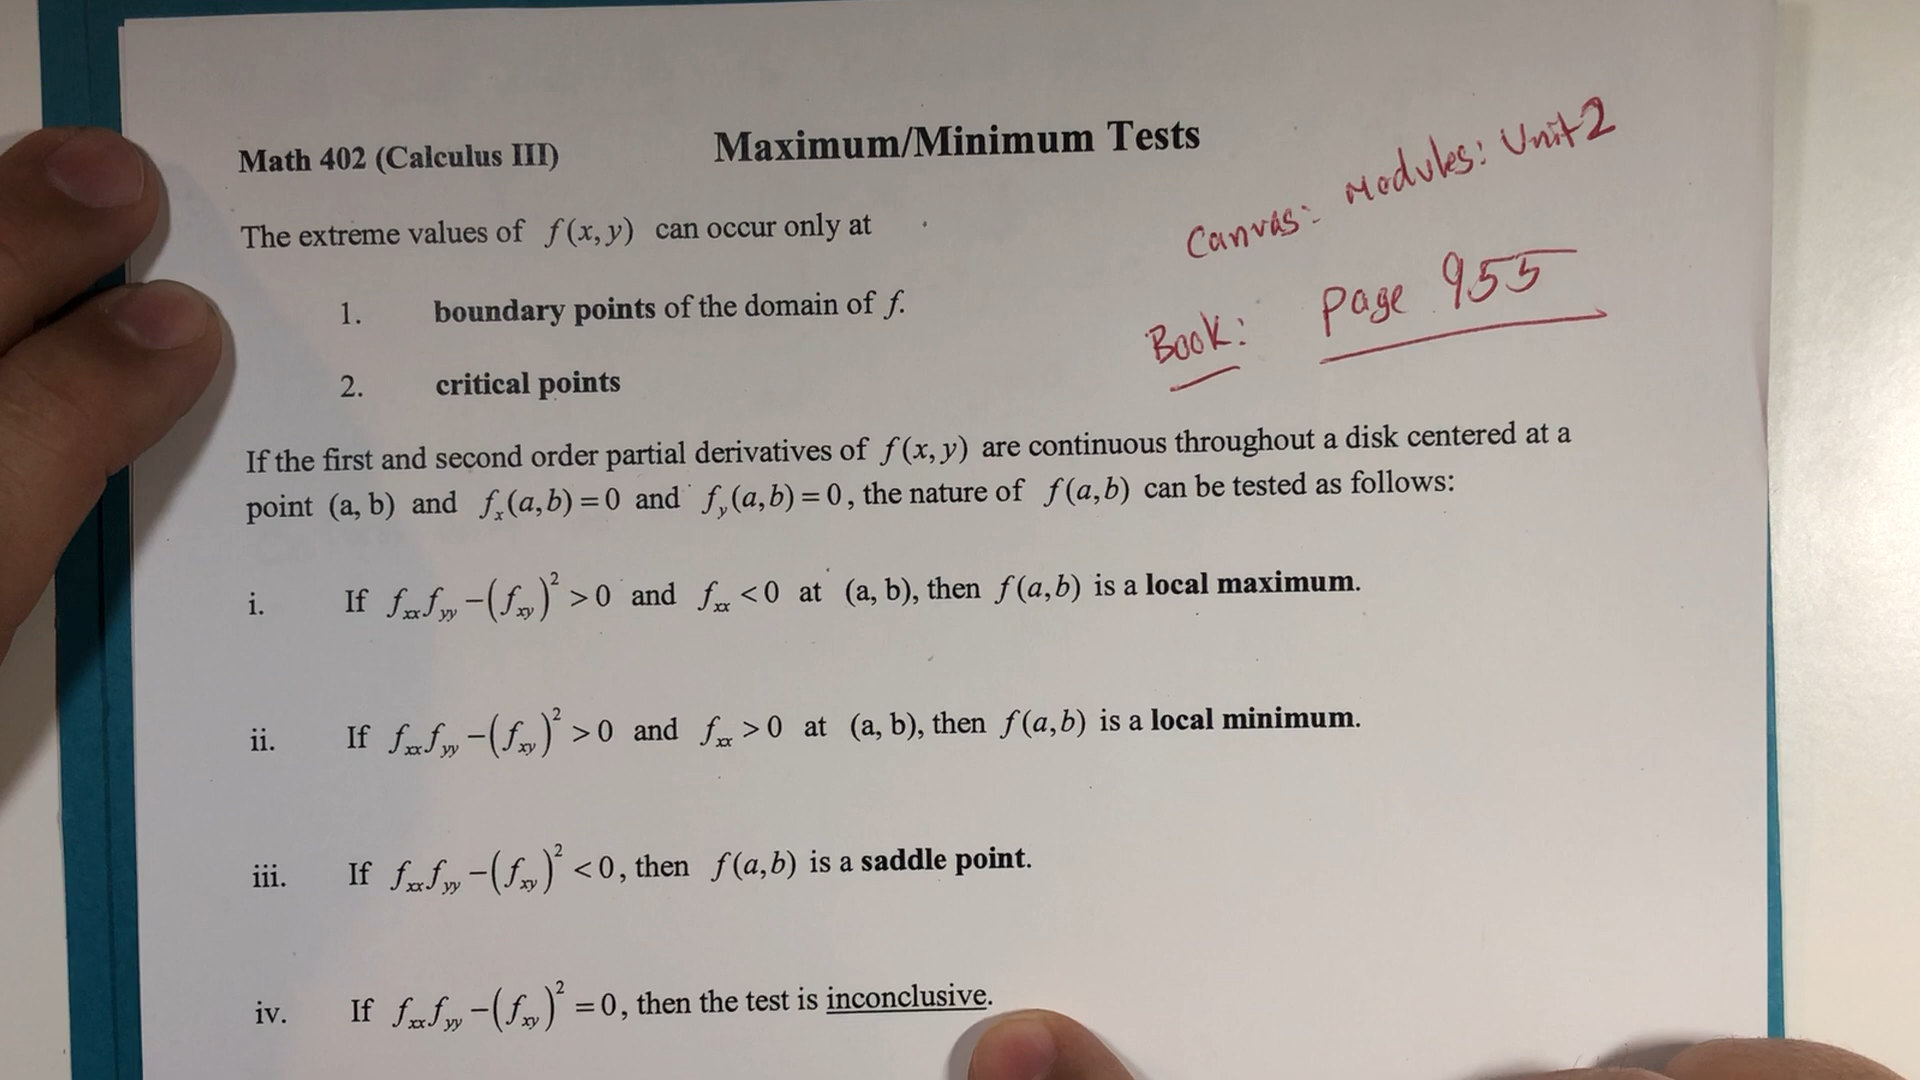 Math 402 (Calculus III)
Maximum/Minimum Tests
Canvas: Modules: Unit 2
The extreme values of f(x, y) can occur only at
Book: Page 955
1. boundary points of the domain of f.
2. critical points
If the first and second order partial derivatives of f(x, y) are continuous throughout a disk centered at a
point (a, b) and f_x(a,b) = 0 and f_y(a,b) = 0, the nature of f(a,b) can be tested as follows:
i. If f_xx f_yy − (f_xy)² > 0 and f_xx < 0 at (a, b), then f(a,b) is a local maximum.
ii. If f_xx f_yy − (f_xy)² > 0 and f_xx > 0 at (a, b), then f(a,b) is a local minimum.
iii. If f_xx f_yy − (f_xy)² < 0, then f(a,b) is a saddle point.
iv. If f_xx f_yy − (f_xy)² = 0, then the test is inconclusive.